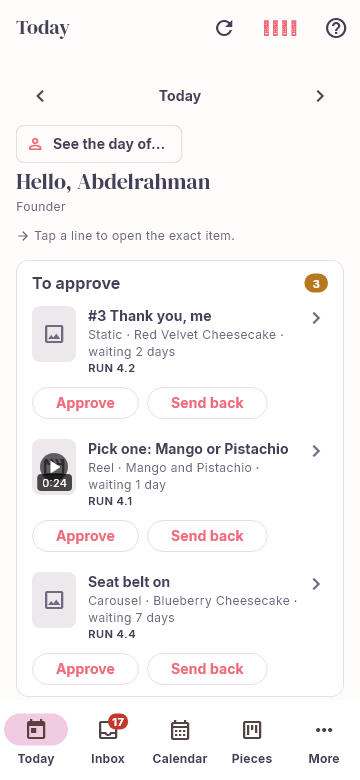 Today
Today
See the day of...
Hello, Abdelrahman
Founder
→ Tap a line to open the exact item.
To approve
3
#3 Thank you, me
Static · Red Velvet Cheesecake ·
waiting 2 days
RUN 4.2
Approve
Send back
Pick one: Mango or Pistachio
Reel · Mango and Pistachio ·
waiting 1 day
0:24
RUN 4.1
Approve
Send back
Seat belt on
Carousel · Blueberry Cheesecake ·
waiting 7 days
RUN 4.4
Approve
Send back
17
Today
Inbox
Calendar
Pieces
More